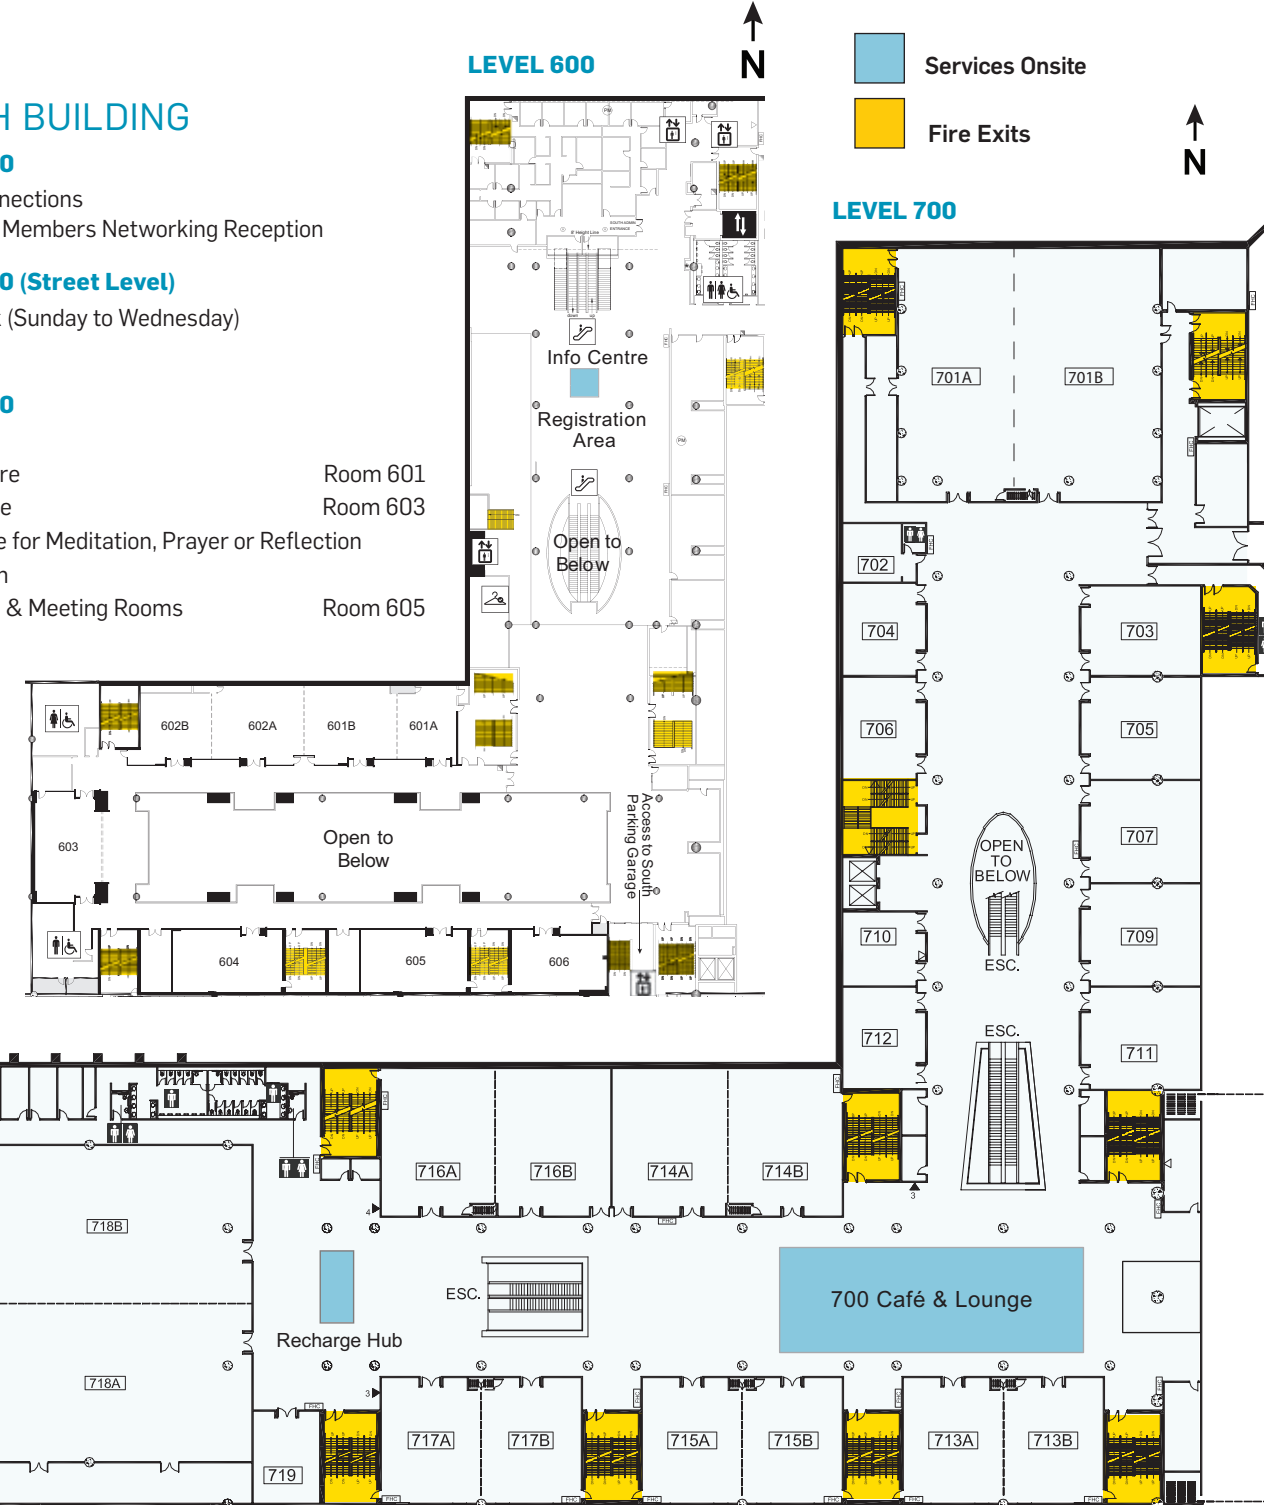 H BUILDING
0
nections
Members Networking Reception
0 (Street Level)
(Sunday to Wednesday)
0
re Room 601
e Room 603
e for Meditation, Prayer or Reflection
n
& Meeting Rooms Room 605
LEVEL 600
N
Info Centre
Registration
Area
Open to
Below
602B
602A
601B
601A
603
Open to
Below
Access to South
Parking Garage
604
605
606
Services Onsite
Fire Exits
N
LEVEL 700
701A
701B
702
704
703
706
705
707
OPEN
TO
BELOW
710
709
ESC.
712
ESC.
711
716A
716B
714A
714B
718B
ESC.
700 Café & Lounge
Recharge Hub
718A
717A
717B
715A
715B
713A
713B
719